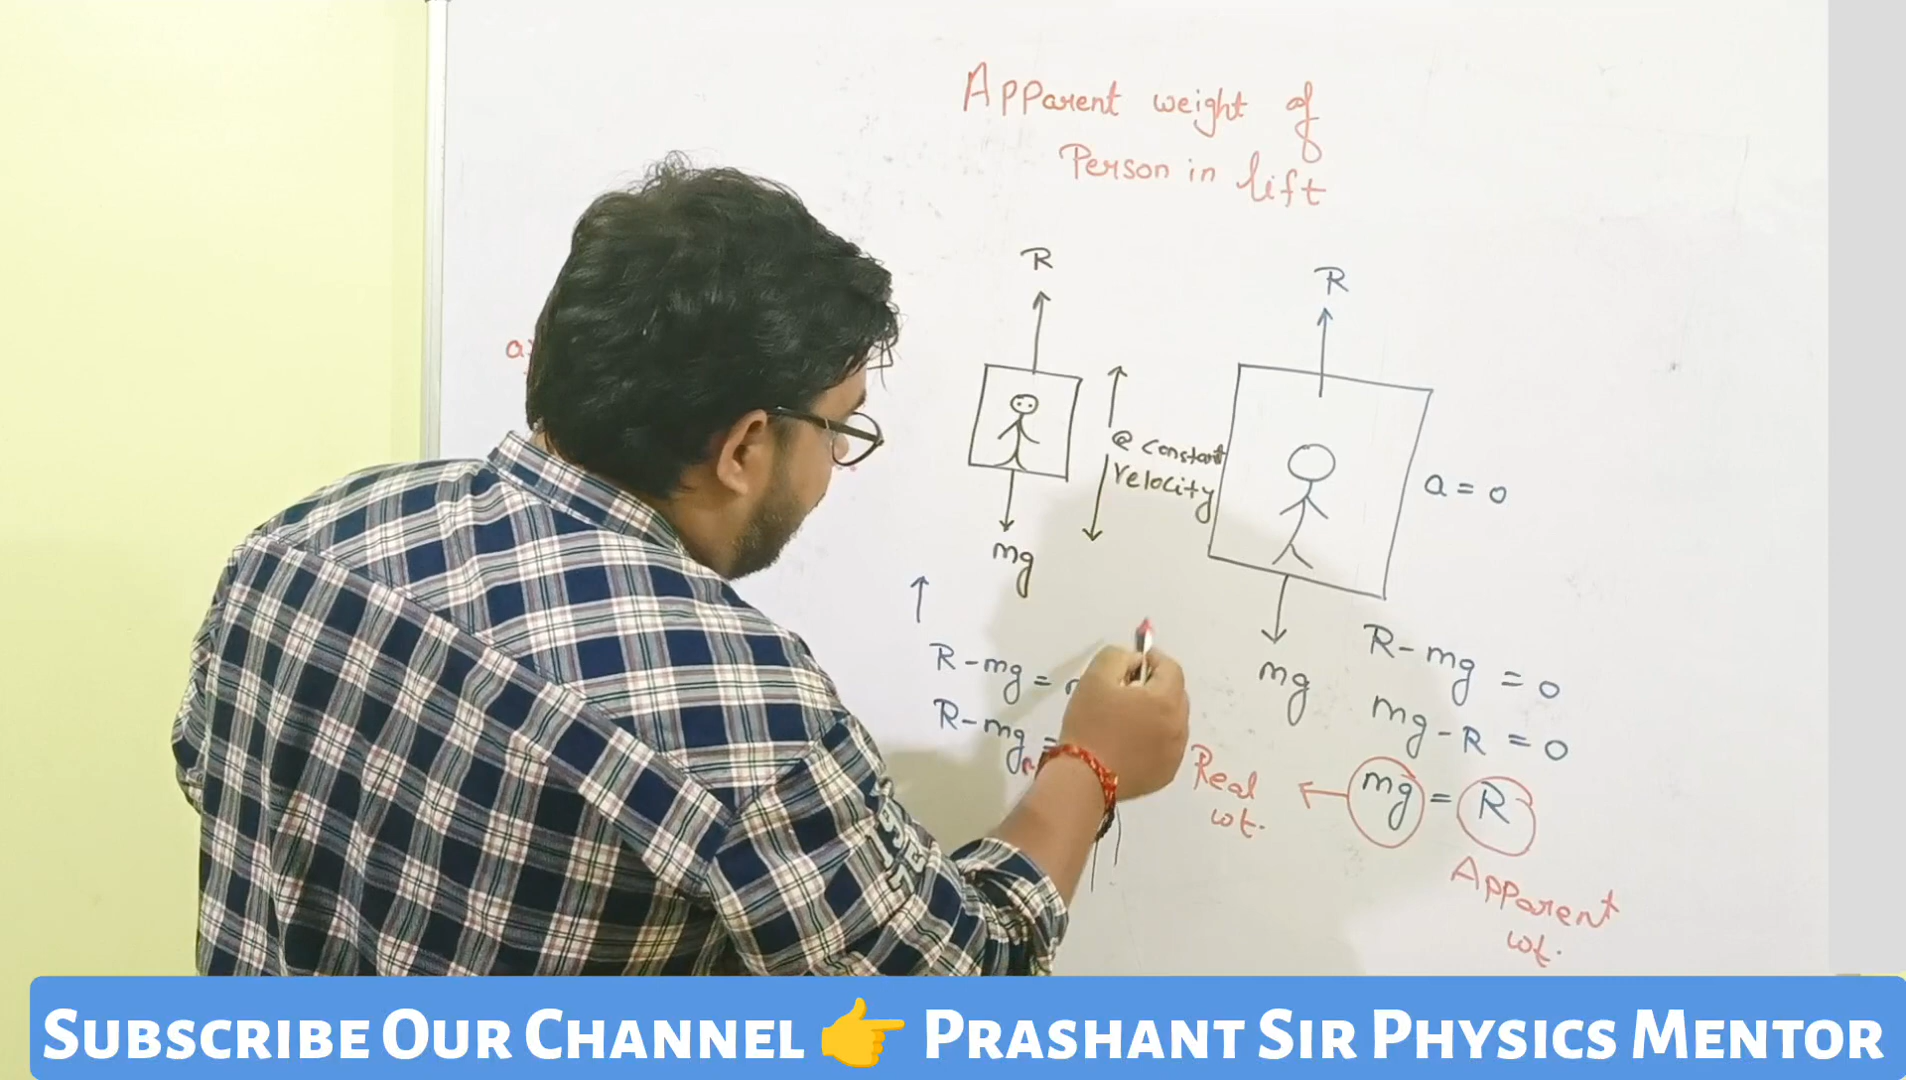 Apparent weight of
Person in lift
R
R
a
@ constant
Velocity
a = 0
mg
mg
R-mg =
R-mg =
R-mg = 0
mg-R = 0
mg = R
Real
wt.
Apparent
wt.
Subscribe Our Channel 👉 Prashant Sir Physics Mentor